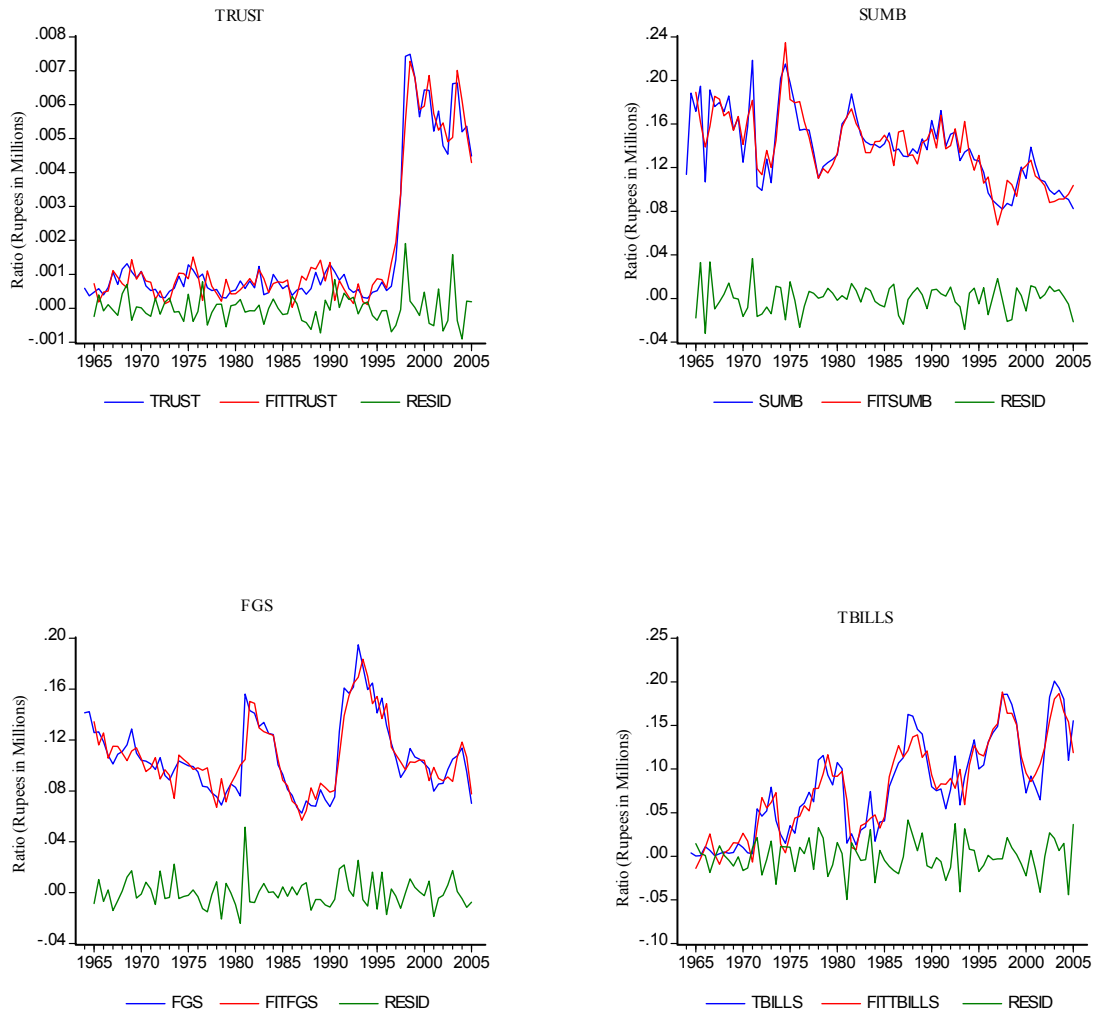 TRUST
Ratio (Rupees in Millions)
.008
.007
.006
.005
.004
.003
.002
.001
.000
-.001
1965 1970 1975 1980 1985 1990 1995 2000 2005
TRUST FITTRUST RESID
SUMB
Ratio (Rupees in Millions)
.24
.20
.16
.12
.08
.04
.00
-.04
1965 1970 1975 1980 1985 1990 1995 2000 2005
SUMB FITSUMB RESID
FGS
Ratio (Rupees in Millions)
.20
.16
.12
.08
.04
.00
-.04
1965 1970 1975 1980 1985 1990 1995 2000 2005
FGS FITFGS RESID
TBILLS
Ratio (Rupees in Millions)
.25
.20
.15
.10
.05
.00
-.05
-.10
1965 1970 1975 1980 1985 1990 1995 2000 2005
TBILLS FITTBILLS RESID